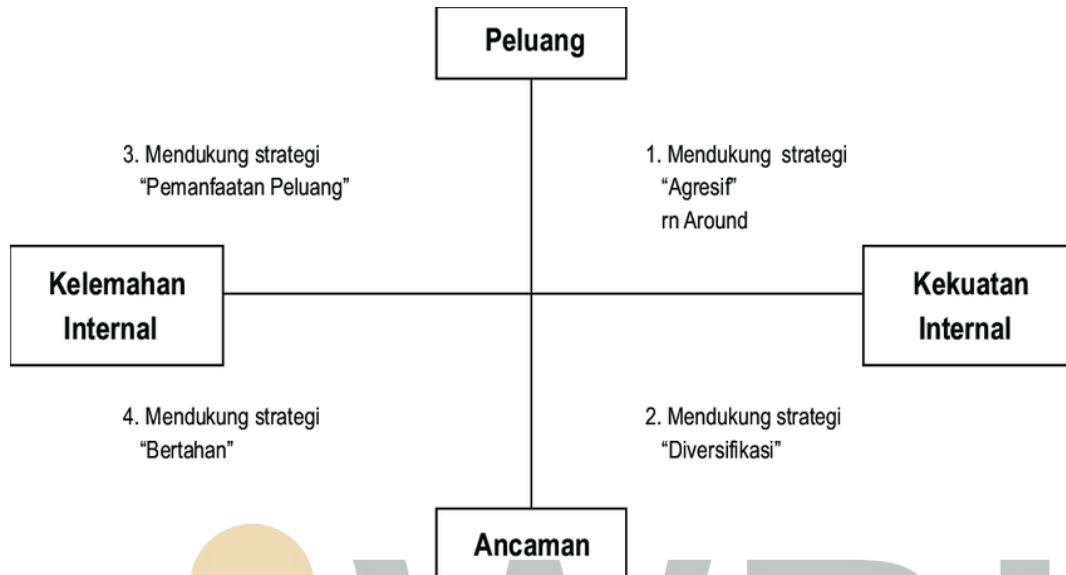 Peluang
3. Mendukung strategi
“Pemanfaatan Peluang”
1. Mendukung strategi
“Agresif”
rn Around
Kelemahan
Internal
Kekuatan
Internal
4. Mendukung strategi
“Bertahan”
2. Mendukung strategi
“Diversifikasi”
Ancaman